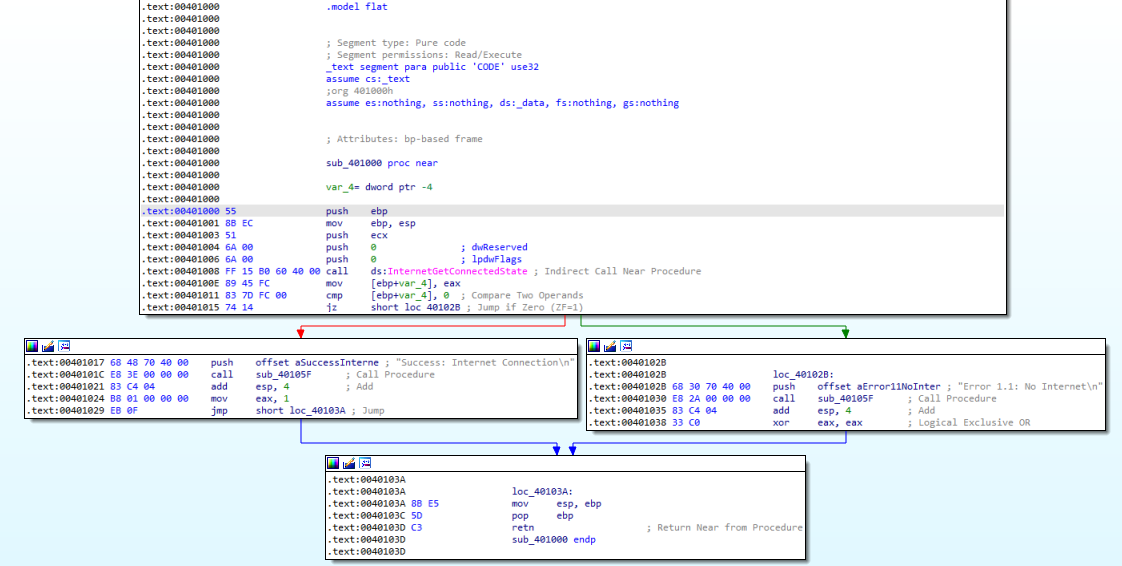 .text:00401000 .model flat
.text:00401000
.text:00401000
.text:00401000 ; Segment type: Pure code
.text:00401000 ; Segment permissions: Read/Execute
.text:00401000 _text segment para public 'CODE' use32
.text:00401000 assume cs:_text
.text:00401000 ;org 401000h
.text:00401000 assume es:nothing, ss:nothing, ds:_data, fs:nothing, gs:nothing
.text:00401000
.text:00401000
.text:00401000 ; Attributes: bp-based frame
.text:00401000
.text:00401000 sub_401000 proc near
.text:00401000
.text:00401000 var_4= dword ptr -4
.text:00401000
.text:00401000 55 push ebp
.text:00401001 8B EC mov ebp, esp
.text:00401003 51 push ecx
.text:00401004 6A 00 push 0 ; dwReserved
.text:00401006 6A 00 push 0 ; lpdwFlags
.text:00401008 FF 15 B0 60 40 00 call ds:InternetGetConnectedState ; Indirect Call Near Procedure
.text:0040100E 89 45 FC mov [ebp+var_4], eax
.text:00401011 83 7D FC 00 cmp [ebp+var_4], 0 ; Compare Two Operands
.text:00401015 74 14 jz short loc_40102B ; Jump if Zero (ZF=1)
.text:00401017 68 48 70 40 00 push offset aSuccessInterne ; "Success: Internet Connection\n"
.text:0040101C E8 3E 00 00 00 call sub_40105F ; Call Procedure
.text:00401021 83 C4 04 add esp, 4 ; Add
.text:00401024 B8 01 00 00 00 mov eax, 1
.text:00401029 EB 0F jmp short loc_40103A ; Jump
.text:0040102B
.text:0040102B loc_40102B:
.text:0040102B 68 30 70 40 00 push offset aError11NoInter ; "Error 1.1: No Internet\n"
.text:00401030 E8 2A 00 00 00 call sub_40105F ; Call Procedure
.text:00401035 83 C4 04 add esp, 4 ; Add
.text:00401038 33 C0 xor eax, eax ; Logical Exclusive OR
.text:0040103A
.text:0040103A loc_40103A:
.text:0040103A 8B E5 mov esp, ebp
.text:0040103C 5D pop ebp
.text:0040103D C3 retn ; Return Near from Procedure
.text:0040103D sub_401000 endp
.text:0040103D